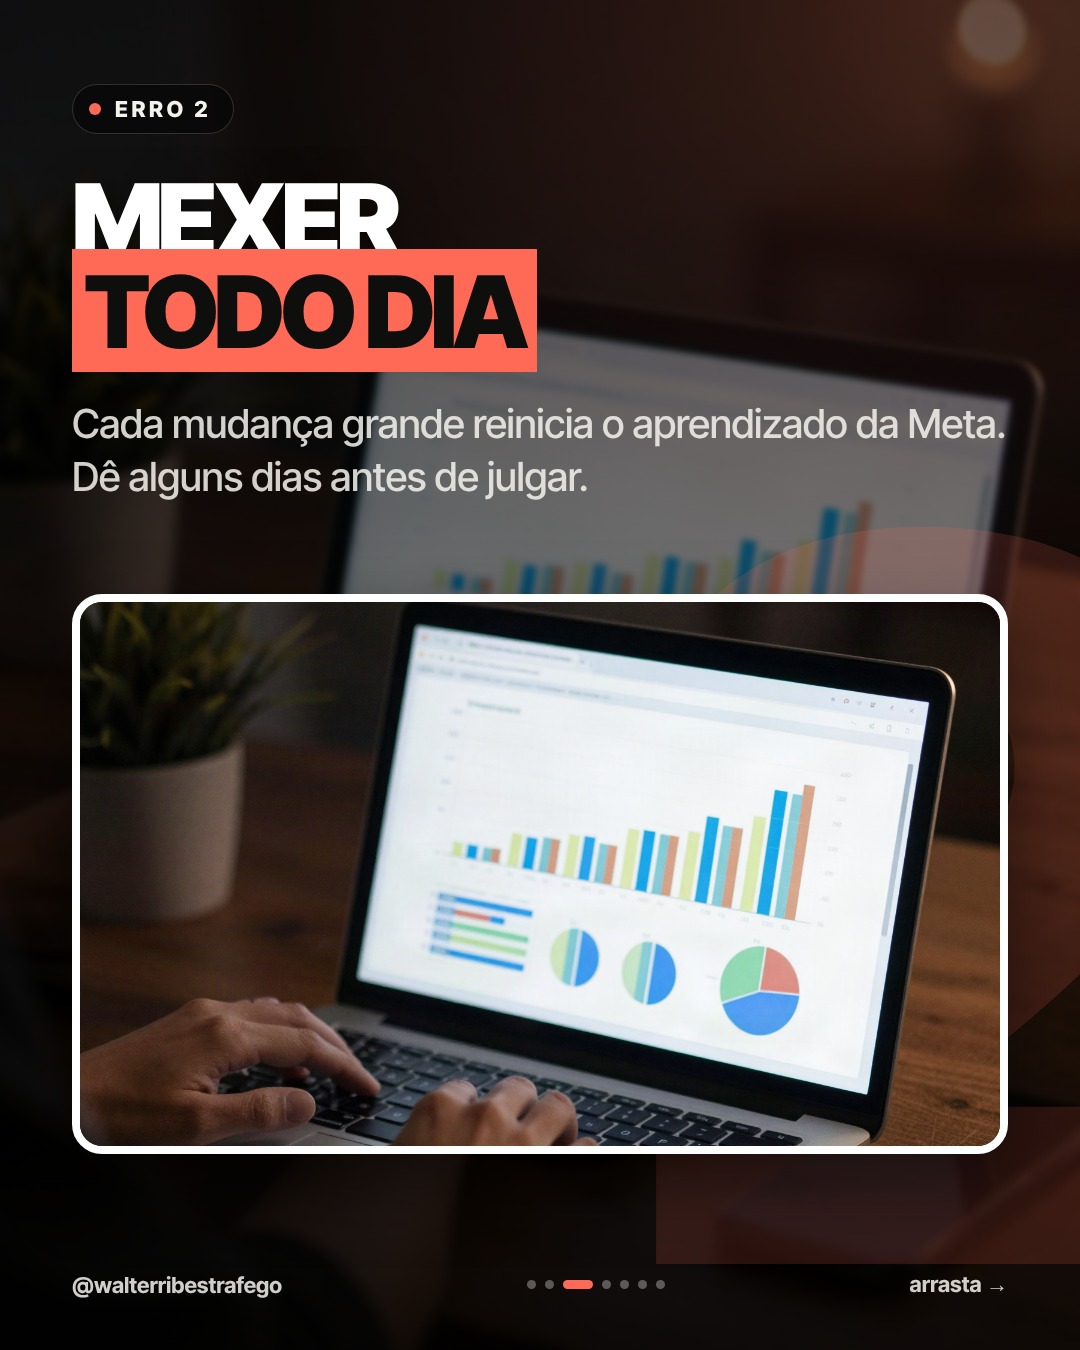 ERRO 2
MEXER
TODO DIA
Cada mudança grande reinicia o aprendizado da Meta.
Dê alguns dias antes de julgar.
@walterribestrafego
arrasta →